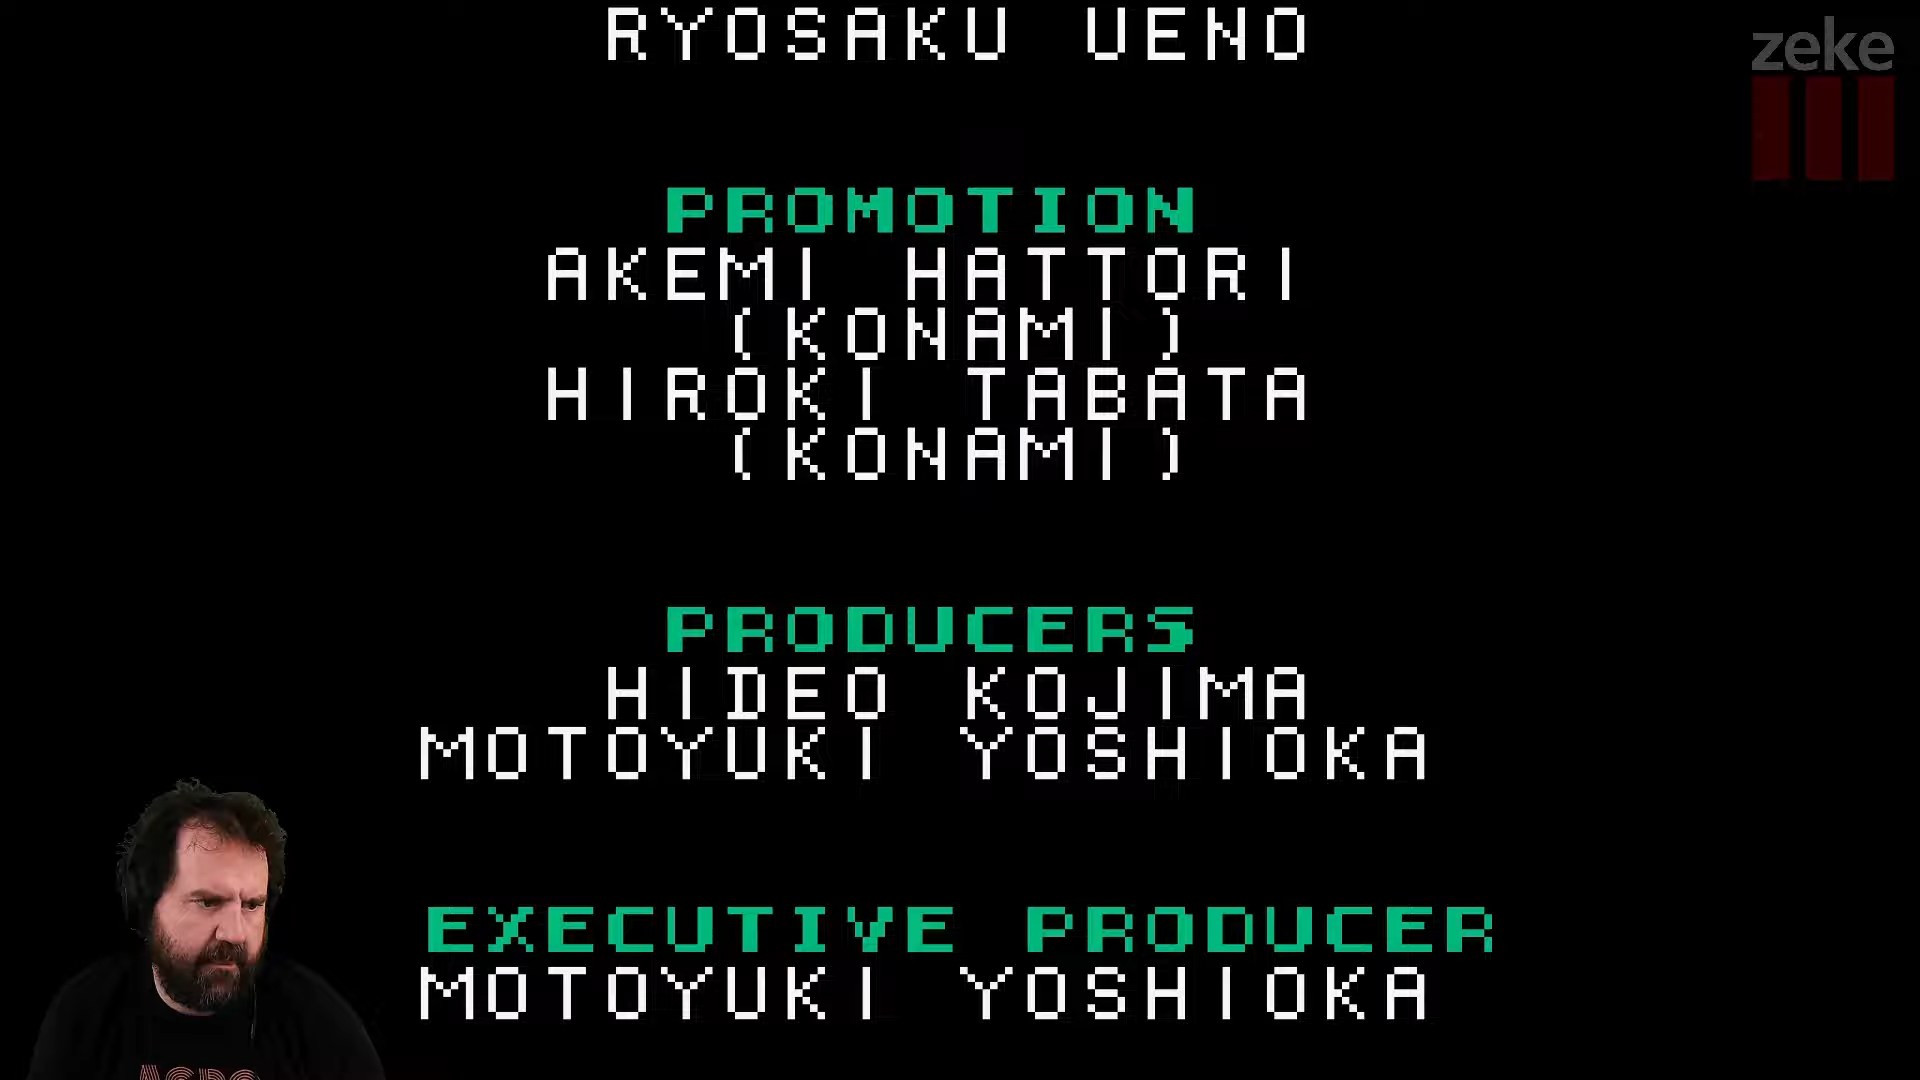 RYOSAKU UENO
zeke
PROMOTION
AKEMI HATTORI
(KONAMI)
HIROKI TABATA
(KONAMI)
PRODUCERS
HIDEO KOJIMA
MOTOYUKI YOSHIOKA
EXECUTIVE PRODUCER
MOTOYUKI YOSHIOKA